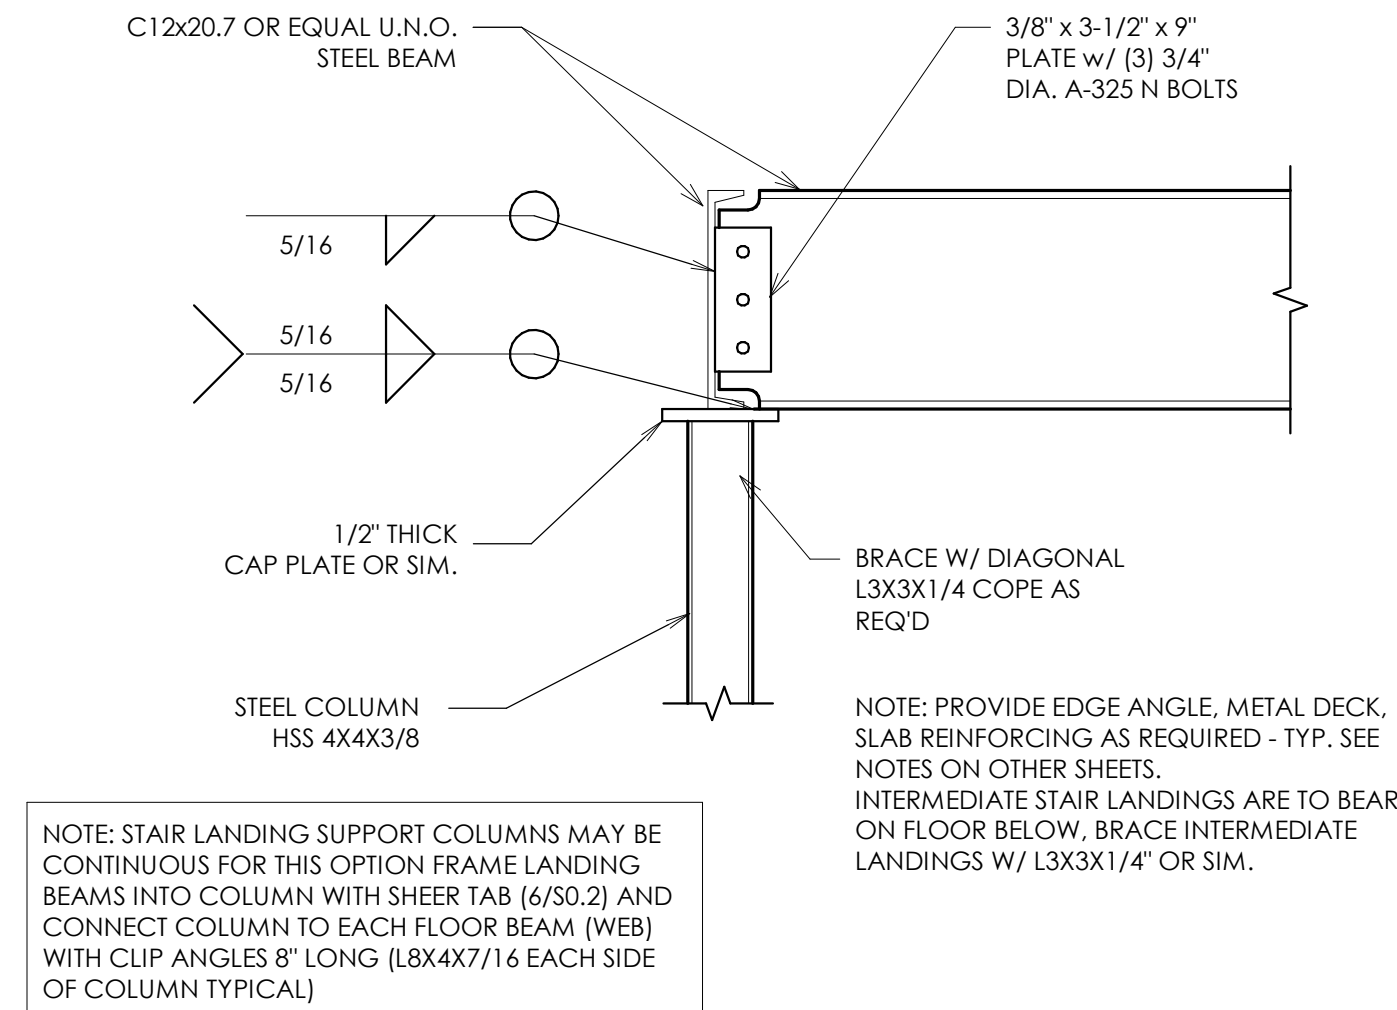 C12x20.7 OR EQUAL U.N.O.
STEEL BEAM
3/8" x 3-1/2" x 9"
PLATE w/ (3) 3/4"
DIA. A-325 N BOLTS
5/16
5/16
5/16
1/2" THICK
CAP PLATE OR SIM.
BRACE W/ DIAGONAL
L3X3X1/4 COPE AS
REQ'D
STEEL COLUMN
HSS 4X4X3/8
NOTE: PROVIDE EDGE ANGLE, METAL DECK,
SLAB REINFORCING AS REQUIRED - TYP. SEE
NOTES ON OTHER SHEETS.
INTERMEDIATE STAIR LANDINGS ARE TO BEAR
ON FLOOR BELOW, BRACE INTERMEDIATE
LANDINGS W/ L3X3X1/4" OR SIM.
NOTE: STAIR LANDING SUPPORT COLUMNS MAY BE
CONTINUOUS FOR THIS OPTION FRAME LANDING
BEAMS INTO COLUMN WITH SHEER TAB (6/S0.2) AND
CONNECT COLUMN TO EACH FLOOR BEAM (WEB)
WITH CLIP ANGLES 8" LONG (L8X4X7/16 EACH SIDE
OF COLUMN TYPICAL)